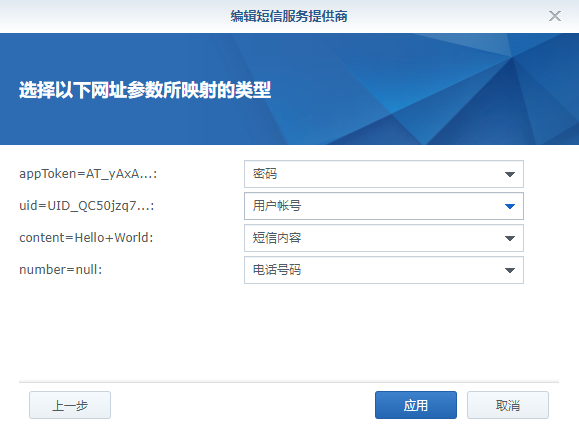 编辑短信服务提供商
选择以下网址参数所映射的类型
appToken=AT_yAxA...: 密码
uid=UID_QC50jzq7...: 用户帐号
content=Hello+World: 短信内容
number=null: 电话号码
上一步 应用 取消